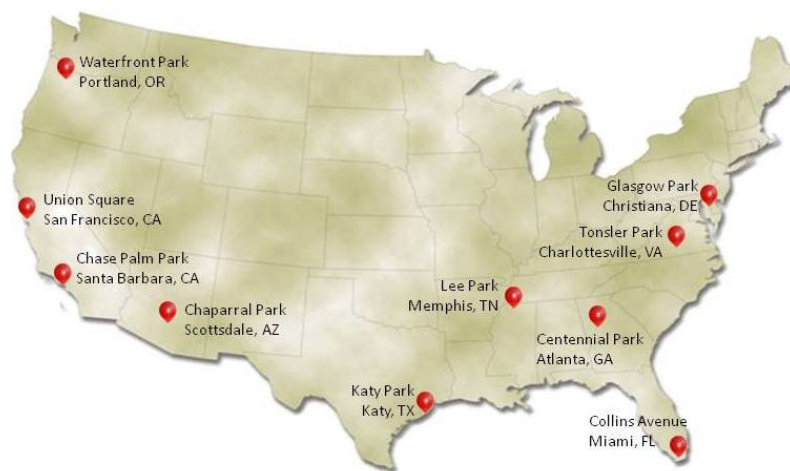 Waterfront Park
Portland, OR
Union Square
San Francisco, CA
Chase Palm Park
Santa Barbara, CA
Chaparral Park
Scottsdale, AZ
Glasgow Park
Christiana, DE
Tonsler Park
Charlottesville, VA
Lee Park
Memphis, TN
Centennial Park
Atlanta, GA
Katy Park
Katy, TX
Collins Avenue
Miami, FL